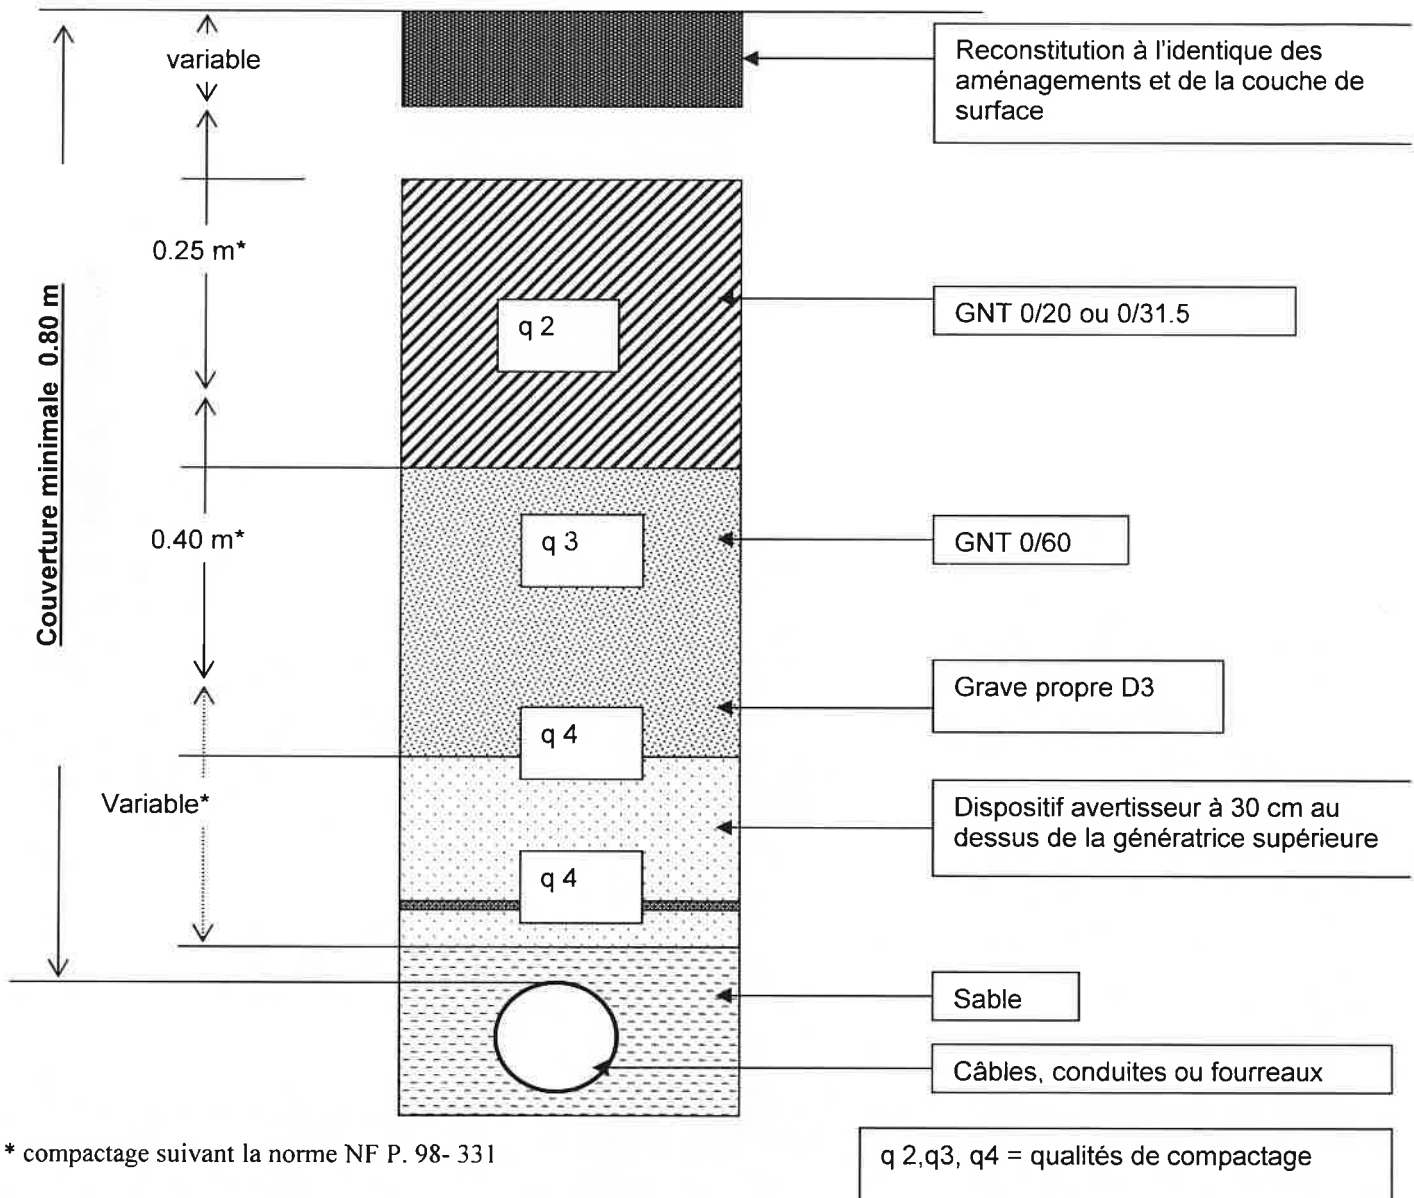 variable
Reconstitution à l'identique des
aménagements et de la couche de
surface
0.25 m*
Couverture minimale 0.80 m
q 2
GNT 0/20 ou 0/31.5
0.40 m*
q 3
GNT 0/60
Grave propre D3
q 4
Variable*
Dispositif avertisseur à 30 cm au
dessus de la génératrice supérieure
q 4
Sable
Câbles, conduites ou fourreaux
* compactage suivant la norme NF P. 98- 331
q 2,q3, q4 = qualités de compactage